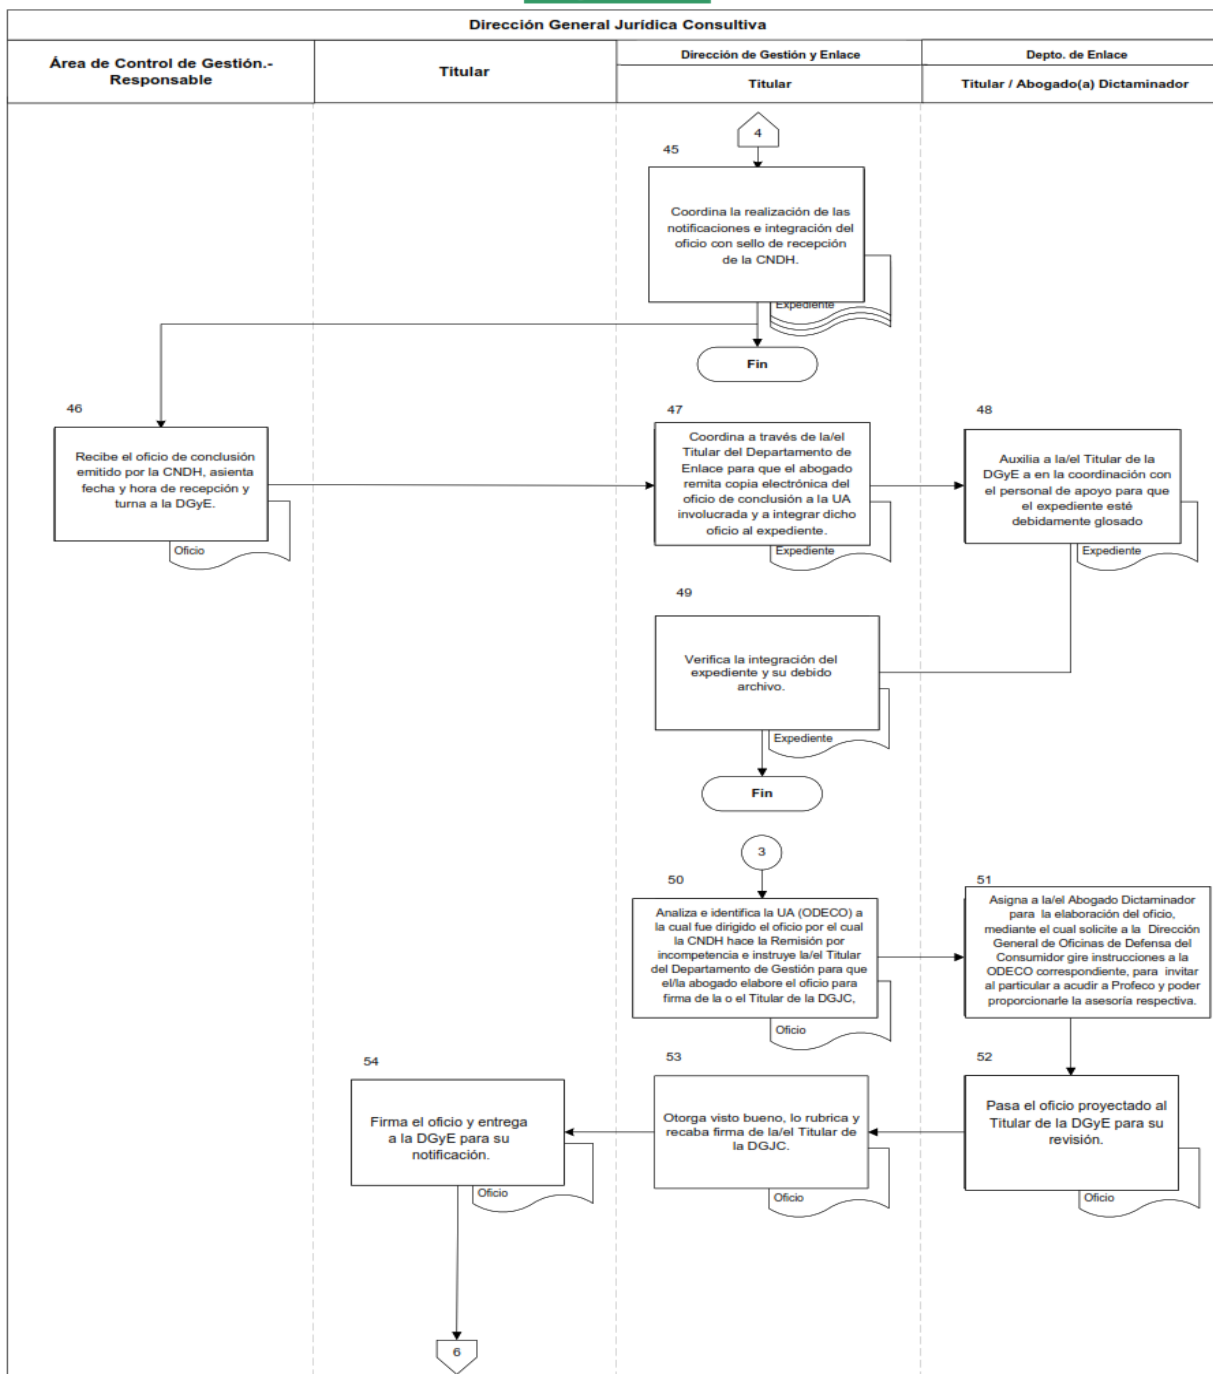 Dirección General Jurídica Consultiva
Área de Control de Gestión.-
Responsable
Titular
Dirección de Gestión y Enlace
Titular
Depto. de Enlace
Titular / Abogado(a) Dictaminador
4
45
Coordina la realización de las
notificaciones e integración del
oficio con sello de recepción
de la CNDH.
Expediente
Fin
46
Recibe el oficio de conclusión
emitido por la CNDH, asienta
fecha y hora de recepción y
turna a la DGyE.
Oficio
47
Coordina a través de la/el
Titular del Departamento de
Enlace para que el abogado
remita copia electrónica del
oficio de conclusión a la UA
involucrada y a integrar dicho
oficio al expediente.
Expediente
48
Auxilia a la/el Titular de la
DGyE a en la coordinación con
el personal de apoyo para que
el expediente esté
debidamente glosado
Expediente
49
Verifica la integración del
expediente y su debido
archivo.
Expediente
Fin
3
50
Analiza e identifica la UA (ODECO) a
la cual fue dirigido el oficio por el cual
la CNDH hace la Remisión por
incompetencia e instruye la/el Titular
del Departamento de Gestión para que
el/la abogado elabore el oficio para
firma de la o el Titular de la DGJC,
Oficio
51
Asigna a la/el Abogado Dictaminador
para la elaboración del oficio,
mediante el cual solicite a la Dirección
General de Oficinas de Defensa del
Consumidor gire instrucciones a la
ODECO correspondiente, para invitar
al particular a acudir a Profeco y poder
proporcionarle la asesoría respectiva.
52
Pasa el oficio proyectado al
Titular de la DGyE para su
revisión.
Oficio
53
Otorga visto bueno, lo rubrica y
recaba firma de la/el Titular de
la DGJC.
Oficio
54
Firma el oficio y entrega
a la DGyE para su
notificación.
Oficio
6